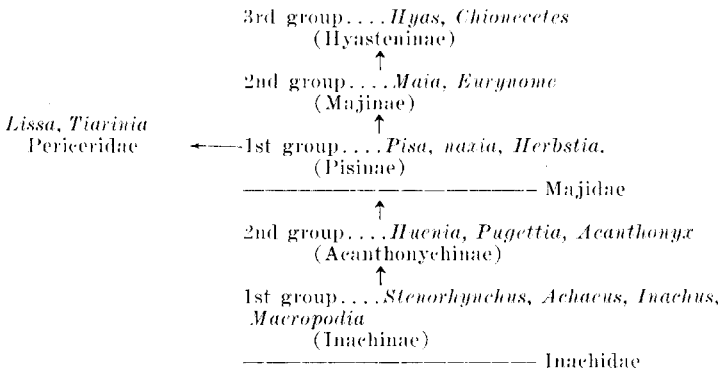 3rd group....Hyas, Chionecetes
(Hyasteninae)
↑
2nd group....Maia, Eurynome
(Majinae)
↑
Lissa, Tiarinia
Periceridae ← 1st group....Pisa, naxia, Herbstia.
(Pisinae)
Majidae
↑
2nd group....Huenia, Pugettia, Acanthonyx
(Acanthonychinae)
↑
1st group....Stenorhynchus, Achaeus, Inachus,
Macropodia
(Inachinae)
Inachidae